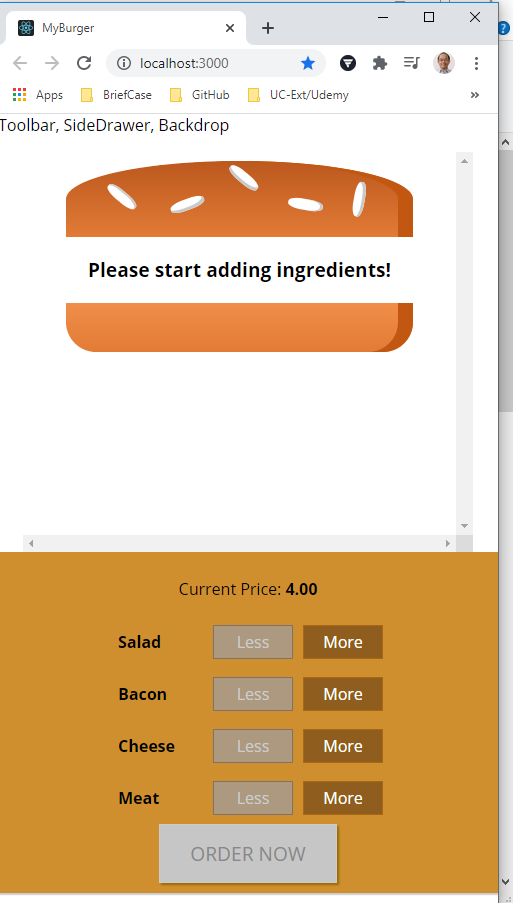 MyBurger
localhost:3000
Apps BriefCase GitHub UC-Ext/Udemy »
Toolbar, SideDrawer, Backdrop
Please start adding ingredients!
Current Price: 4.00
Salad Less More
Bacon Less More
Cheese Less More
Meat Less More
ORDER NOW